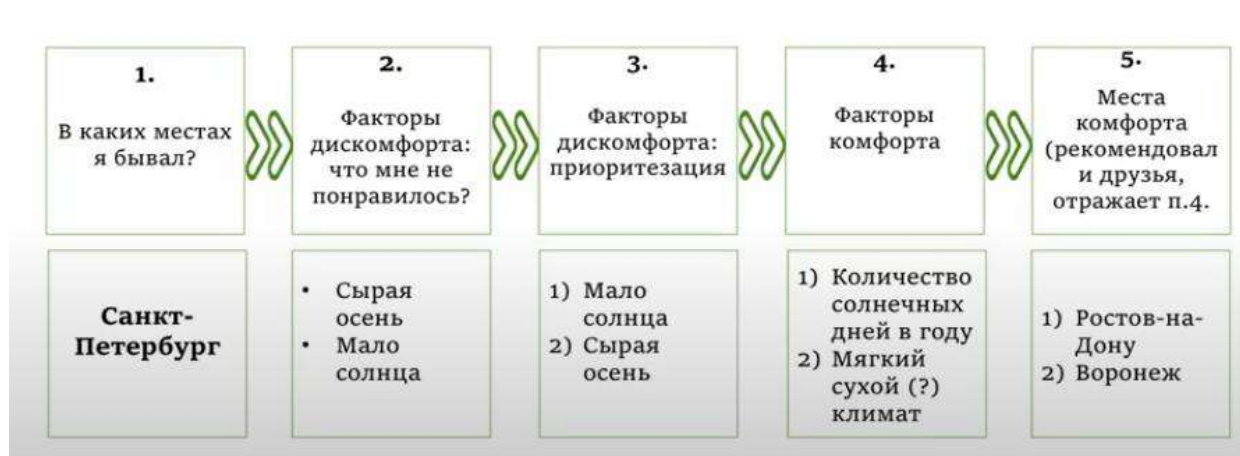 1.
В каких местах
я бывал?
2.
Факторы
дискомфорта:
что мне не
понравилось?
3.
Факторы
дискомфорта:
приоритезация
4.
Факторы
комфорта
5.
Места
комфорта
(рекомендовал
и друзья,
отражает п.4.
Санкт-
Петербург
• Сырая
осень
• Мало
солнца
1) Мало
солнца
2) Сырая
осень
1) Количество
солнечных
дней в году
2) Мягкий
сухой (?)
климат
1) Ростов-на-
Дону
2) Воронеж